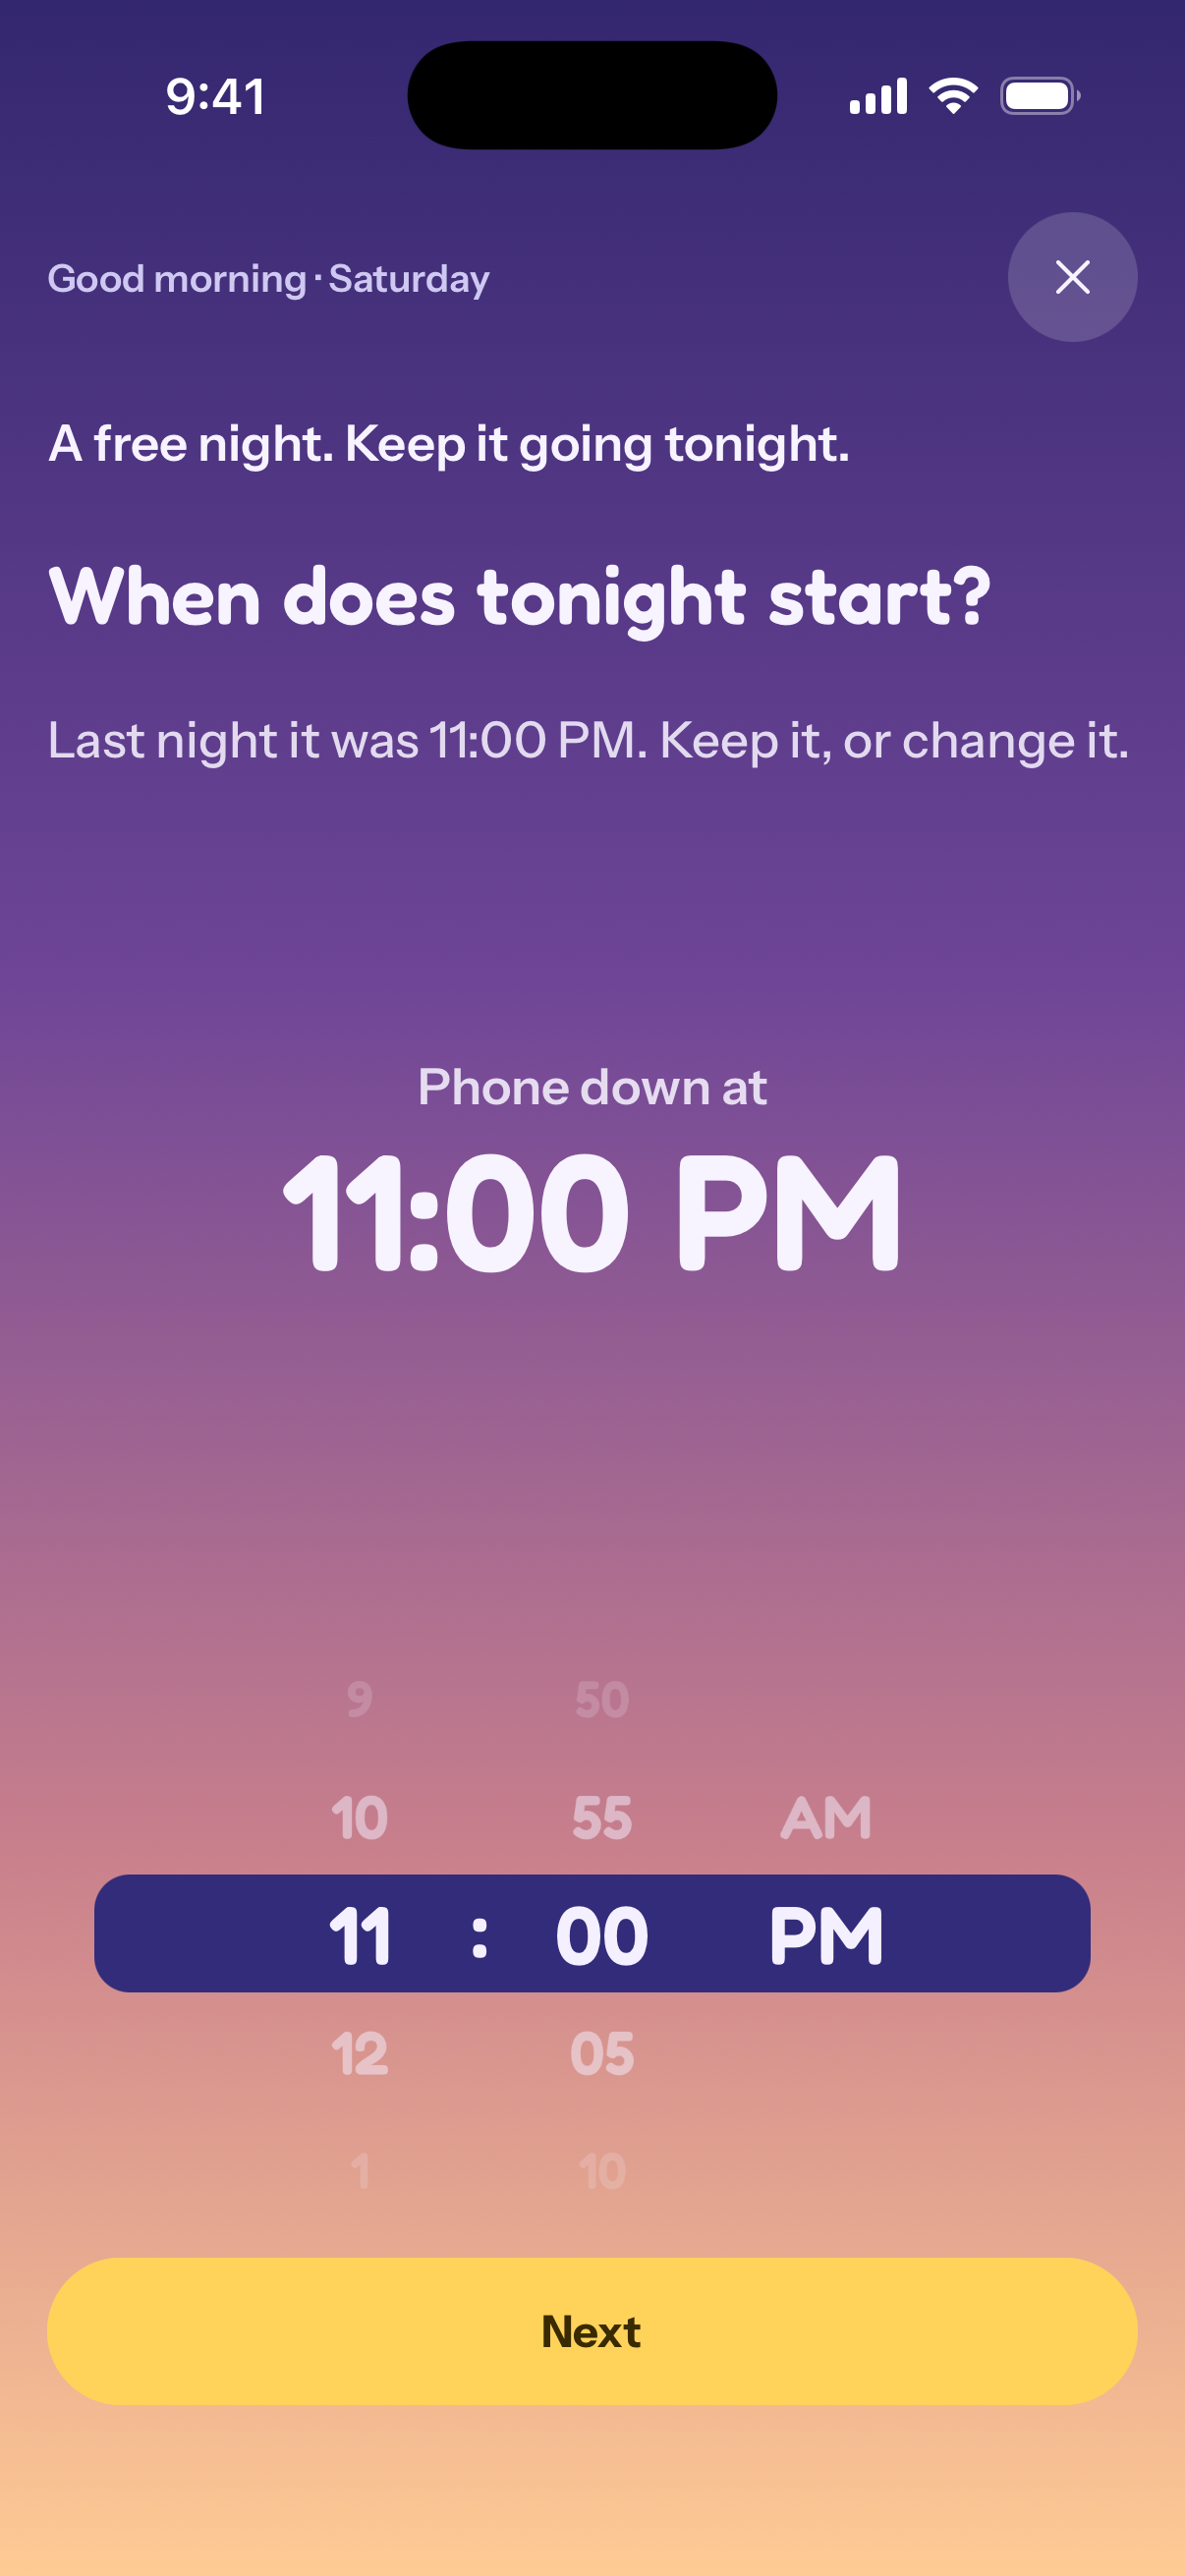 9:41
Good morning · Saturday
A free night. Keep it going tonight.
When does tonight start?
Last night it was 11:00 PM. Keep it, or change it.
Phone down at
11:00 PM
9 50
10 55 AM
11 : 00 PM
12 05
1 10
Next